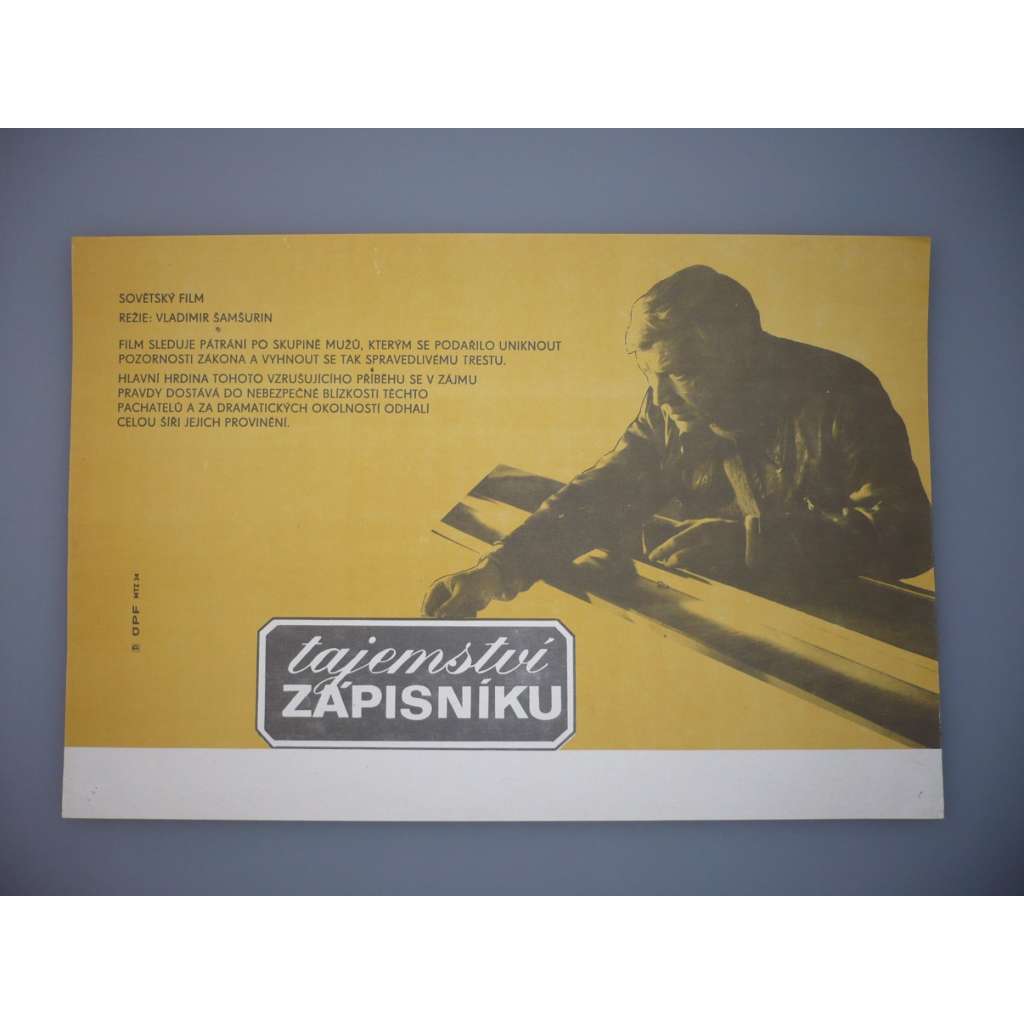 SOVĚTSKÝ FILM
REŽIE: VLADIMIR ŠAMŠURIN
FILM SLEDUJE PÁTRÁNÍ PO SKUPINĚ MUŽŮ, KTERÝM SE PODAŘILO UNIKNOUT
POZORNOSTI ZÁKONA A VYHNOUT SE TAK SPRAVEDLIVÉMU TRESTU.
HLAVNÍ HRDINA TOHOTO VZRUŠUJÍCÍHO PŘÍBĚHU SE V ZÁJMU
PRAVDY DOSTÁVÁ DO NEBEZPEČNÉ BLÍZKOSTI TĚCHTO
PACHATELŮ A ZA DRAMATICKÝCH OKOLNOSTÍ ODHALÍ
CELOU ŠÍŘI JEJICH PROVINĚNÍ.
ÚPF MTZ 34
tajemství
ZÁPISNÍKU